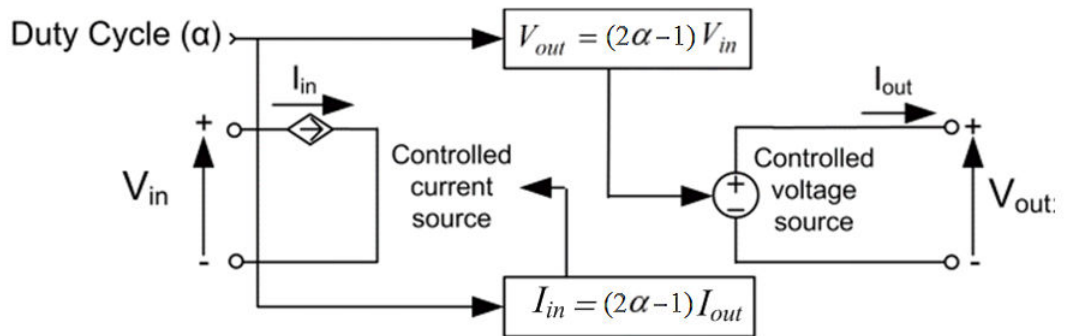 Duty Cycle (α)
V_out = (2α−1) V_in
I_in
I_out
+
+
V_in
Controlled
current
source
+
−
Controlled
voltage
source
V_out:
-
-
I_in = (2α−1) I_out